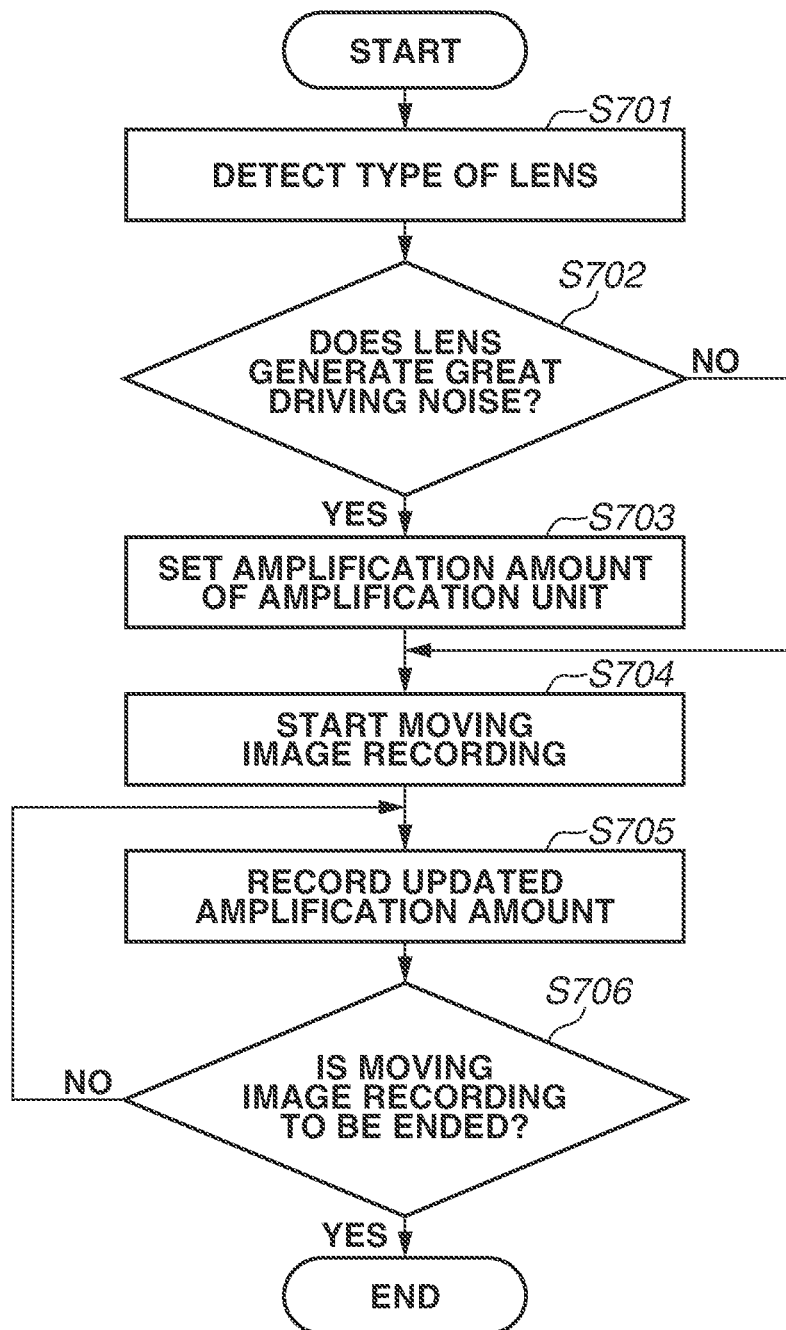 START
S701
DETECT TYPE OF LENS
S702
DOES LENS
GENERATE GREAT
DRIVING NOISE?
NO
YES
S703
SET AMPLIFICATION AMOUNT
OF AMPLIFICATION UNIT
S704
START MOVING
IMAGE RECORDING
S705
RECORD UPDATED
AMPLIFICATION AMOUNT
S706
IS MOVING
IMAGE RECORDING
TO BE ENDED?
NO
YES
END